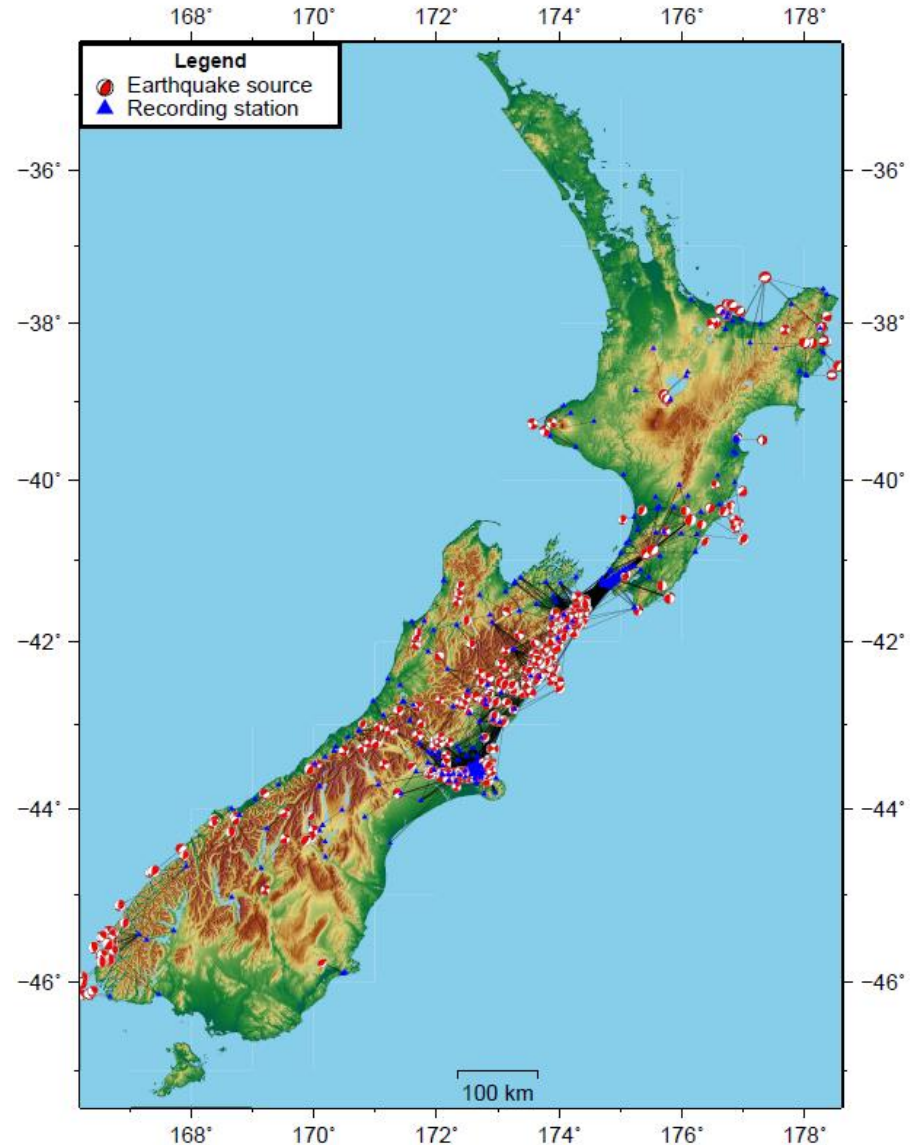 168° 170° 172° 174° 176° 178°
Legend
Earthquake source
Recording station
−36° −36°
−38° −38°
−40° −40°
−42° −42°
−44° −44°
−46° −46°
100 km
168° 170° 172° 174° 176° 178°